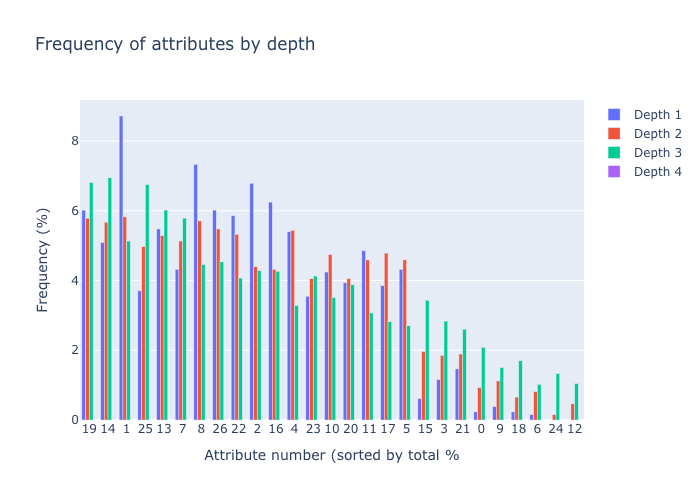 Frequency of attributes by depth
Depth 1
Depth 2
Depth 3
Depth 4
Frequency (%)
8
6
4
2
0
19 14 1 25 13 7 8 26 22 2 16 4 23 10 20 11 17 5 15 3 21 0 9 18 6 24 12
Attribute number (sorted by total %